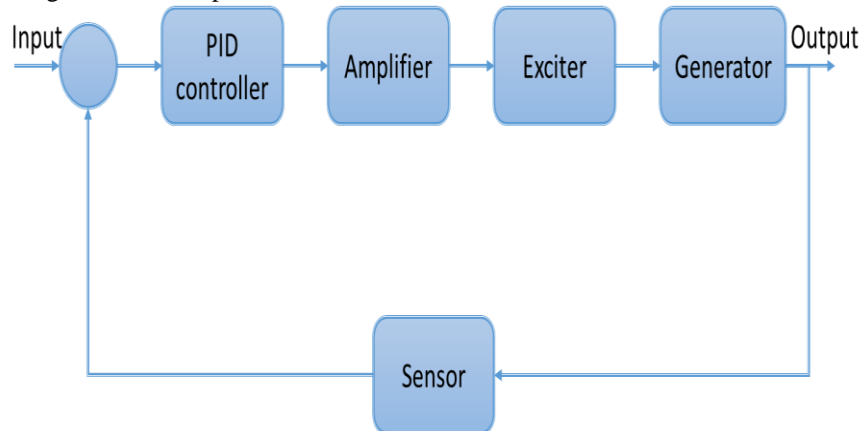 Input
PID
controller
Amplifier
Exciter
Generator
Output
Sensor